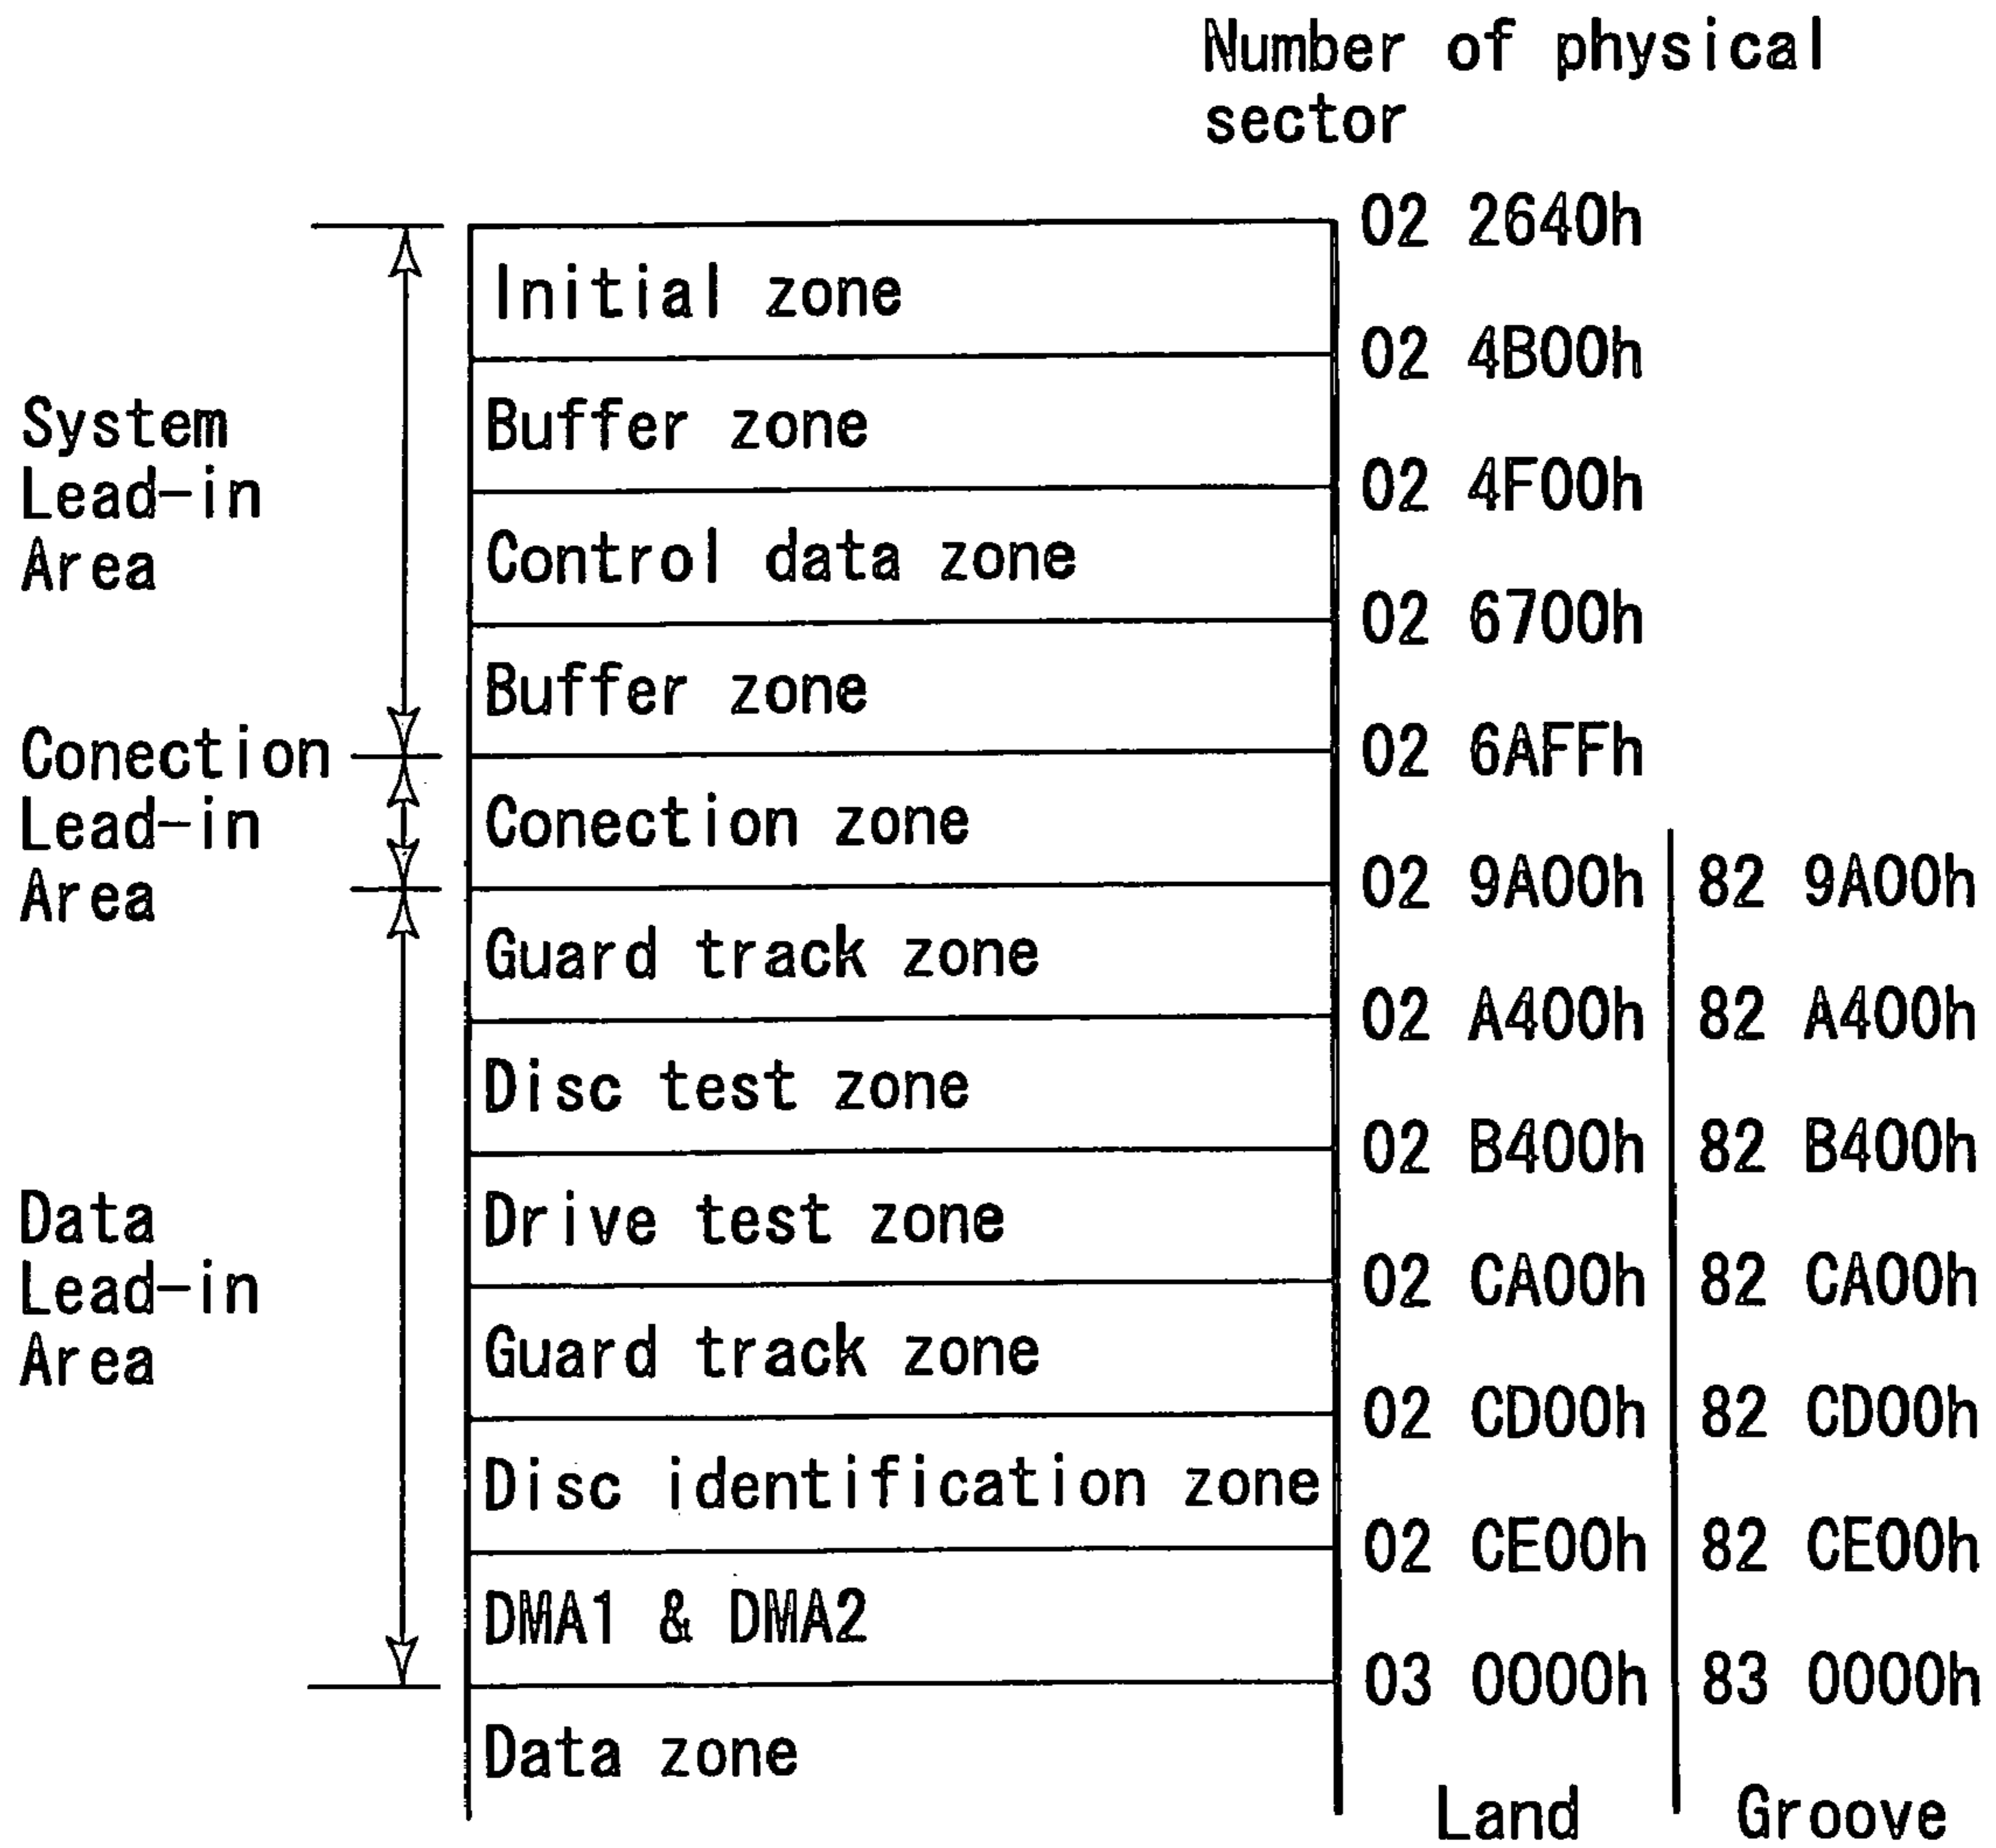 Number of physical
sector
02 2640h
Initial zone
02 4B00h
System
Lead-in
Area
Buffer zone
02 4F00h
Control data zone
02 6700h
Buffer zone
02 6AFFh
Conection
Lead-in
Area
Conection zone
02 9A00h 82 9A00h
Guard track zone
02 A400h 82 A400h
Disc test zone
02 B400h 82 B400h
Data
Lead-in
Area
Drive test zone
02 CA00h 82 CA00h
Guard track zone
02 CD00h 82 CD00h
Disc identification zone
02 CE00h 82 CE00h
DMA1 & DMA2
03 0000h 83 0000h
Data zone
Land Groove